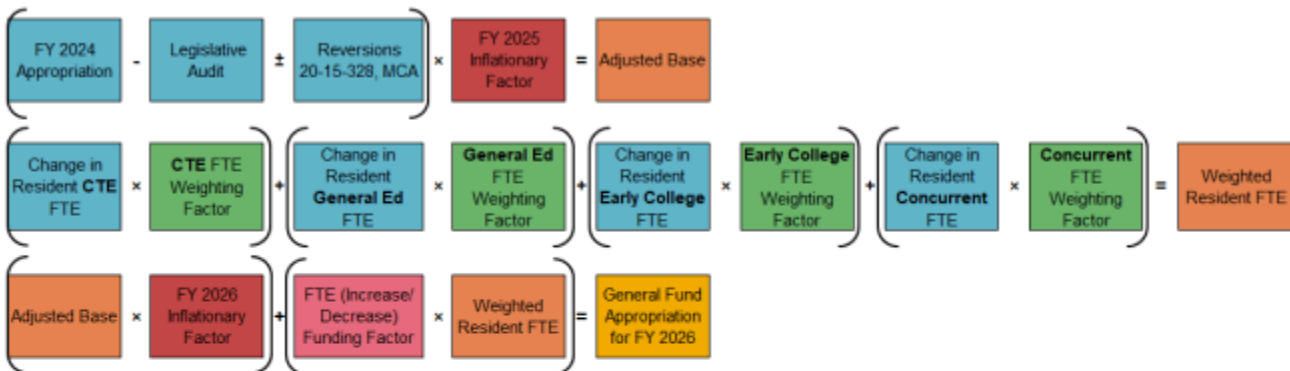 FY 2024 Appropriation - Legislative Audit ± Reversions 20-15-328, MCA × FY 2025 Inflationary Factor = Adjusted Base
Change in Resident CTE FTE × CTE FTE Weighting Factor + Change in Resident General Ed FTE × General Ed FTE Weighting Factor + Change in Resident Early College FTE × Early College FTE Weighting Factor + Change in Resident Concurrent FTE × Concurrent FTE Weighting Factor = Weighted Resident FTE
Adjusted Base × FY 2026 Inflationary Factor + FTE (Increase/ Decrease) Funding Factor × Weighted Resident FTE = General Fund Appropriation for FY 2026